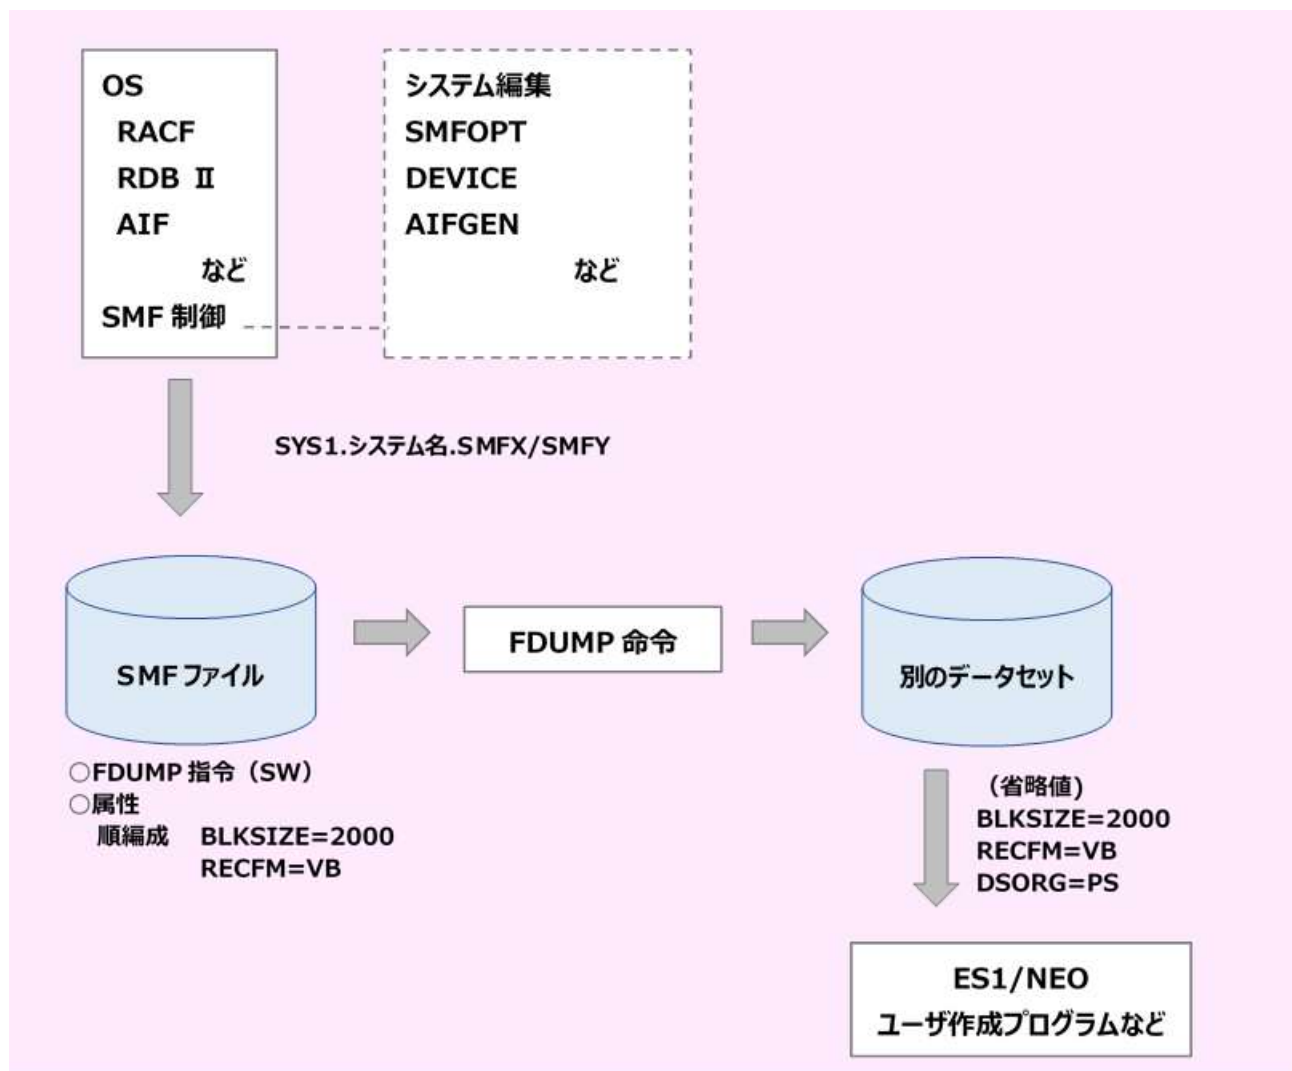 OS
RACF
RDB Ⅱ
AIF
など
SMF 制御
システム編集
SMFOPT
DEVICE
AIFGEN
など
SYS1.システム名.SMFX/SMFY
SMFファイル
FDUMP 命令
別のデータセット
○FDUMP 指令（SW）
○属性
順編成 BLKSIZE=2000
RECFM=VB
（省略値)
BLKSIZE=2000
RECFM=VB
DSORG=PS
ES1/NEO
ユーザ作成プログラムなど